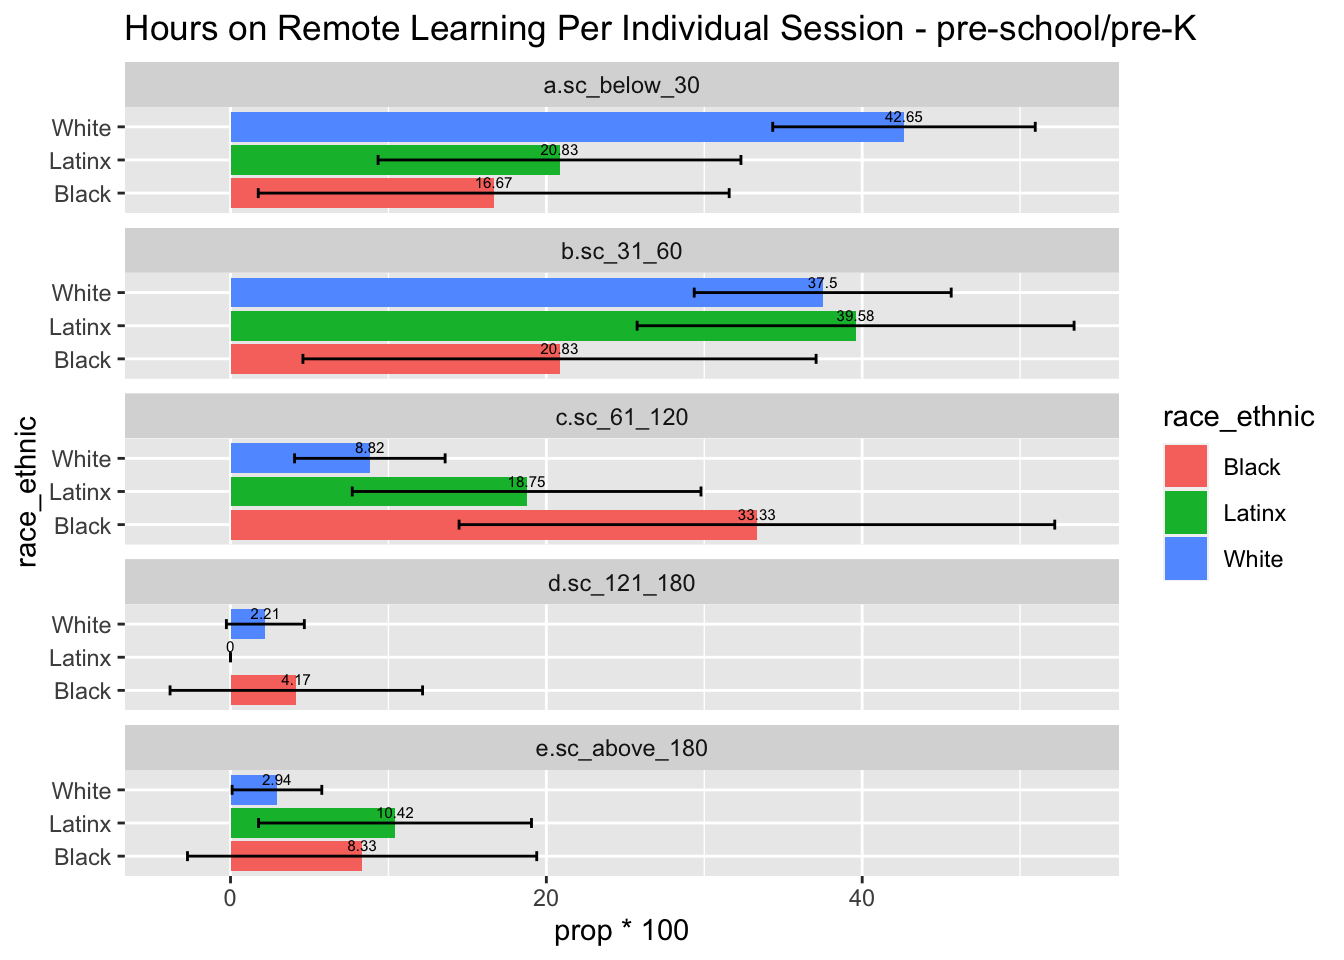 Hours on Remote Learning Per Individual Session - pre-school/pre-K
a.sc_below_30
White
42.65
Latinx
20.83
Black
16.67
b.sc_31_60
White
37.5
Latinx
39.58
Black
20.83
c.sc_61_120
White
8.82
Latinx
18.75
Black
33.33
d.sc_121_180
White
2.21
Latinx
0
Black
4.17
e.sc_above_180
White
2.94
Latinx
10.42
Black
8.33
0 20 40
prop * 100
race_ethnic
race_ethnic
Black
Latinx
White